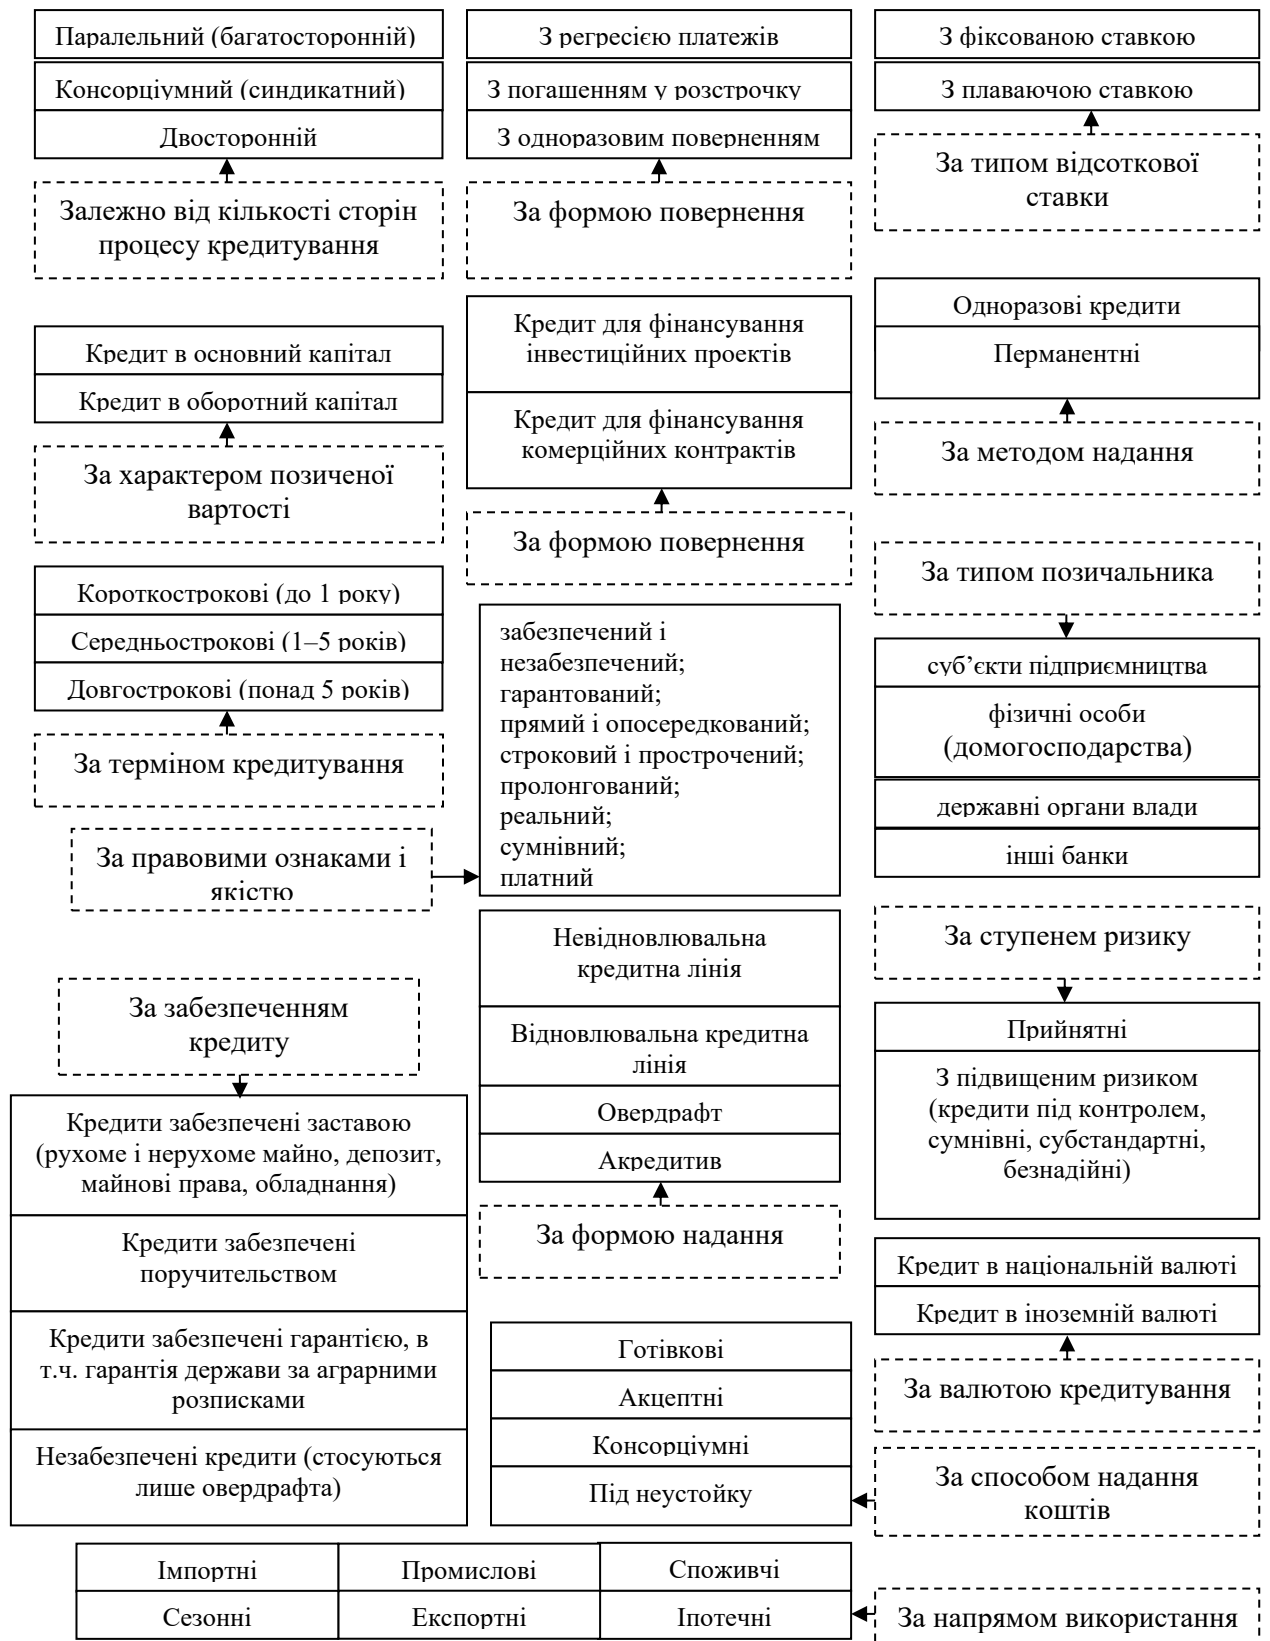 Паралельний (багатосторонній)
Консорціумний (синдикатний)
Двосторонній
Залежно від кількості сторін
процесу кредитування
З регресією платежів
З погашенням у розстрочку
З одноразовим поверненням
За формою повернення
З фіксованою ставкою
З плаваючою ставкою
За типом відсоткової
ставки
Кредит в основний капітал
Кредит в оборотний капітал
За характером позиченої
вартості
Кредит для фінансування
інвестиційних проектів
Кредит для фінансування
комерційних контрактів
За формою повернення
Одноразові кредити
Перманентні
За методом надання
Короткострокові (до 1 року)
Середньострокові (1–5 років)
Довгострокові (понад 5 років)
За терміном кредитування
За правовими ознаками і
якістю
забезпечений і
незабезпечений;
гарантований;
прямий і опосередкований;
строковий і прострочений;
пролонгований;
реальний;
сумнівний;
платний
За типом позичальника
суб’єкти підприємництва
фізичні особи
(домогосподарства)
державні органи влади
інші банки
За забезпеченням
кредиту
Кредити забезпечені заставою
(рухоме і нерухоме майно, депозит,
майнові права, обладнання)
Кредити забезпечені
поручительством
Кредити забезпечені гарантією, в
т.ч. гарантія держави за аграрними
розписками
Незабезпечені кредити (стосуються
лише овердрафта)
Невідновлювальна
кредитна лінія
Відновлювальна кредитна
лінія
Овердрафт
Акредитив
За формою надання
За ступенем ризику
Прийнятні
З підвищеним ризиком
(кредити під контролем,
сумнівні, субстандартні,
безнадійні)
Кредит в національній валюті
Кредит в іноземній валюті
За валютою кредитування
Готівкові
Акцептні
Консорціумні
Під неустойку
За способом надання
коштів
Імпортні
Промислові
Споживчі
Сезонні
Експортні
Іпотечні
За напрямом використання